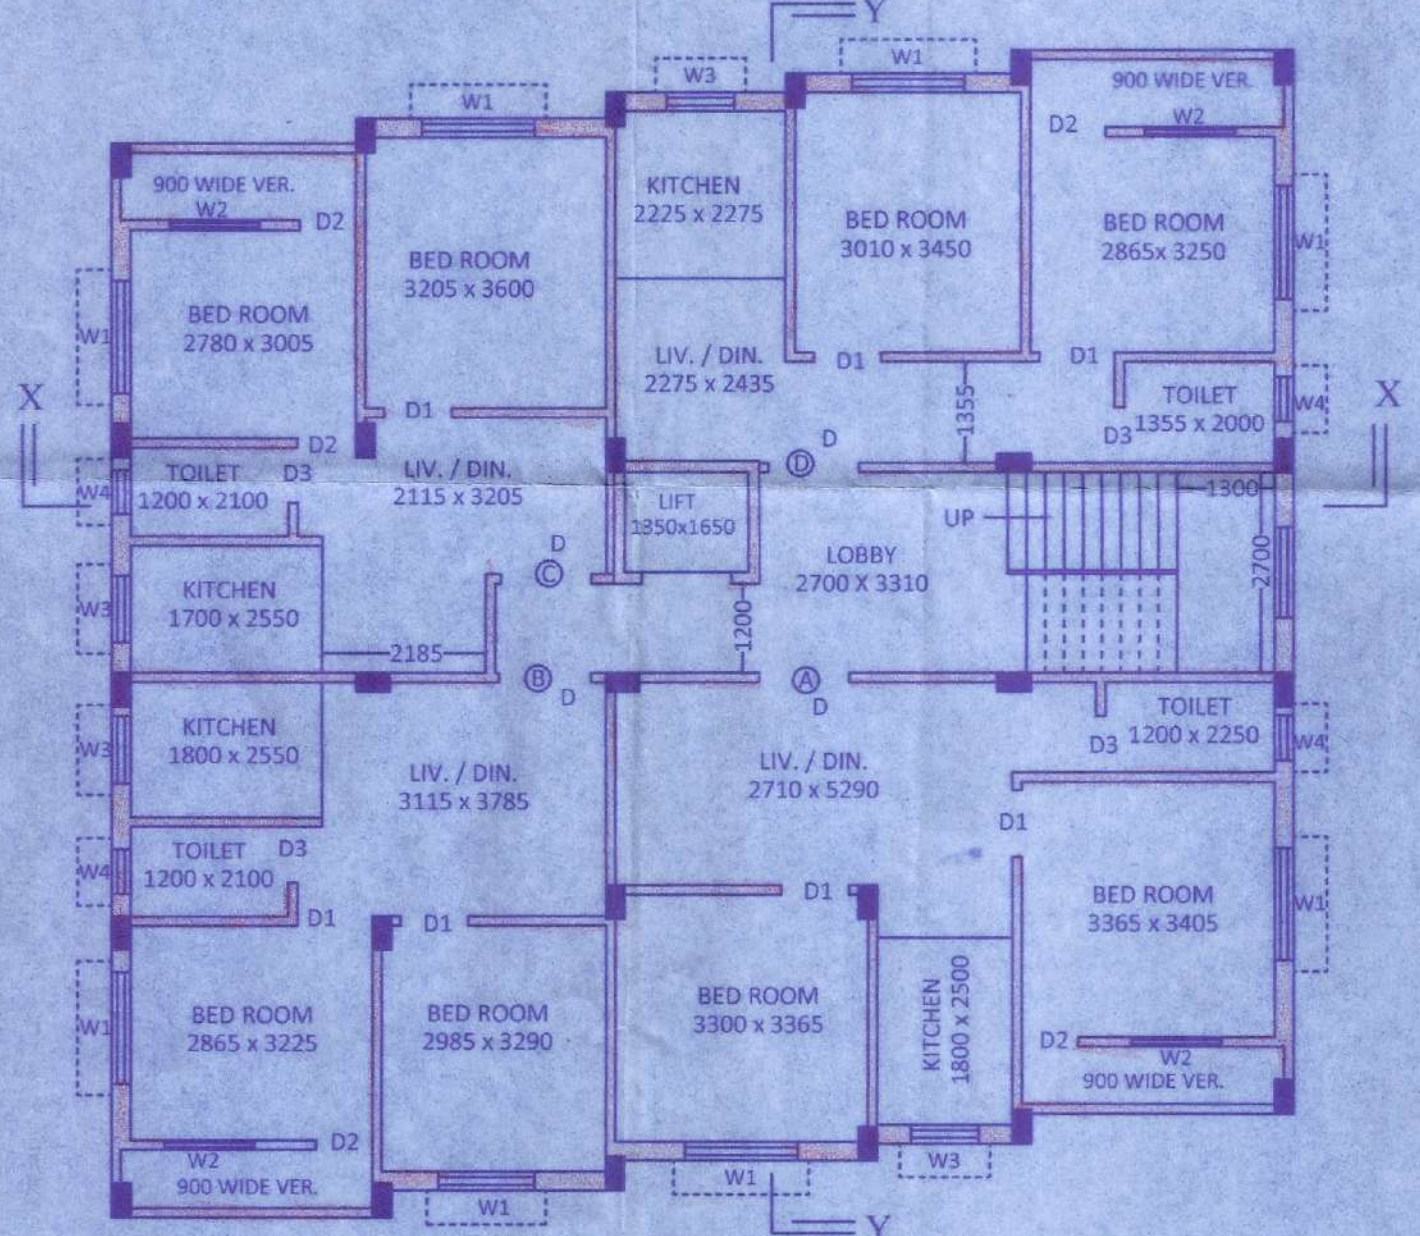 Y
W1
900 WIDE VER.
W3
W2
D2
W1
KITCHEN
2225 x 2275
BED ROOM
3010 x 3450
BED ROOM
2865x 3250
W1
900 WIDE VER.
W2
D2
BED ROOM
3205 x 3600
BED ROOM
2780 x 3005
W1
LIV. / DIN.
2275 x 2435
D1
D1
TOILET
1355 x 2000
W4
D3
1355
X
X
D1
D
D
D2
TOILET
1200 x 2100
D3
W4
LIV. / DIN.
2115 x 3205
LIFT
1350x1650
UP
1300
2700
LOBBY
2700 X 3310
D
C
KITCHEN
1700 x 2550
W3
1200
2185
B
D
A
D
KITCHEN
1800 x 2550
W3
TOILET
1200 x 2250
W4
D3
LIV. / DIN.
3115 x 3785
LIV. / DIN.
2710 x 5290
D1
TOILET
1200 x 2100
D3
W4
D1
D1
D1
BED ROOM
3365 x 3405
W1
BED ROOM
2865 x 3225
W1
BED ROOM
2985 x 3290
BED ROOM
3300 x 3365
KITCHEN
1800 x 2500
D2
W2
900 WIDE VER.
D2
W2
900 WIDE VER.
W1
W1
W3
Y